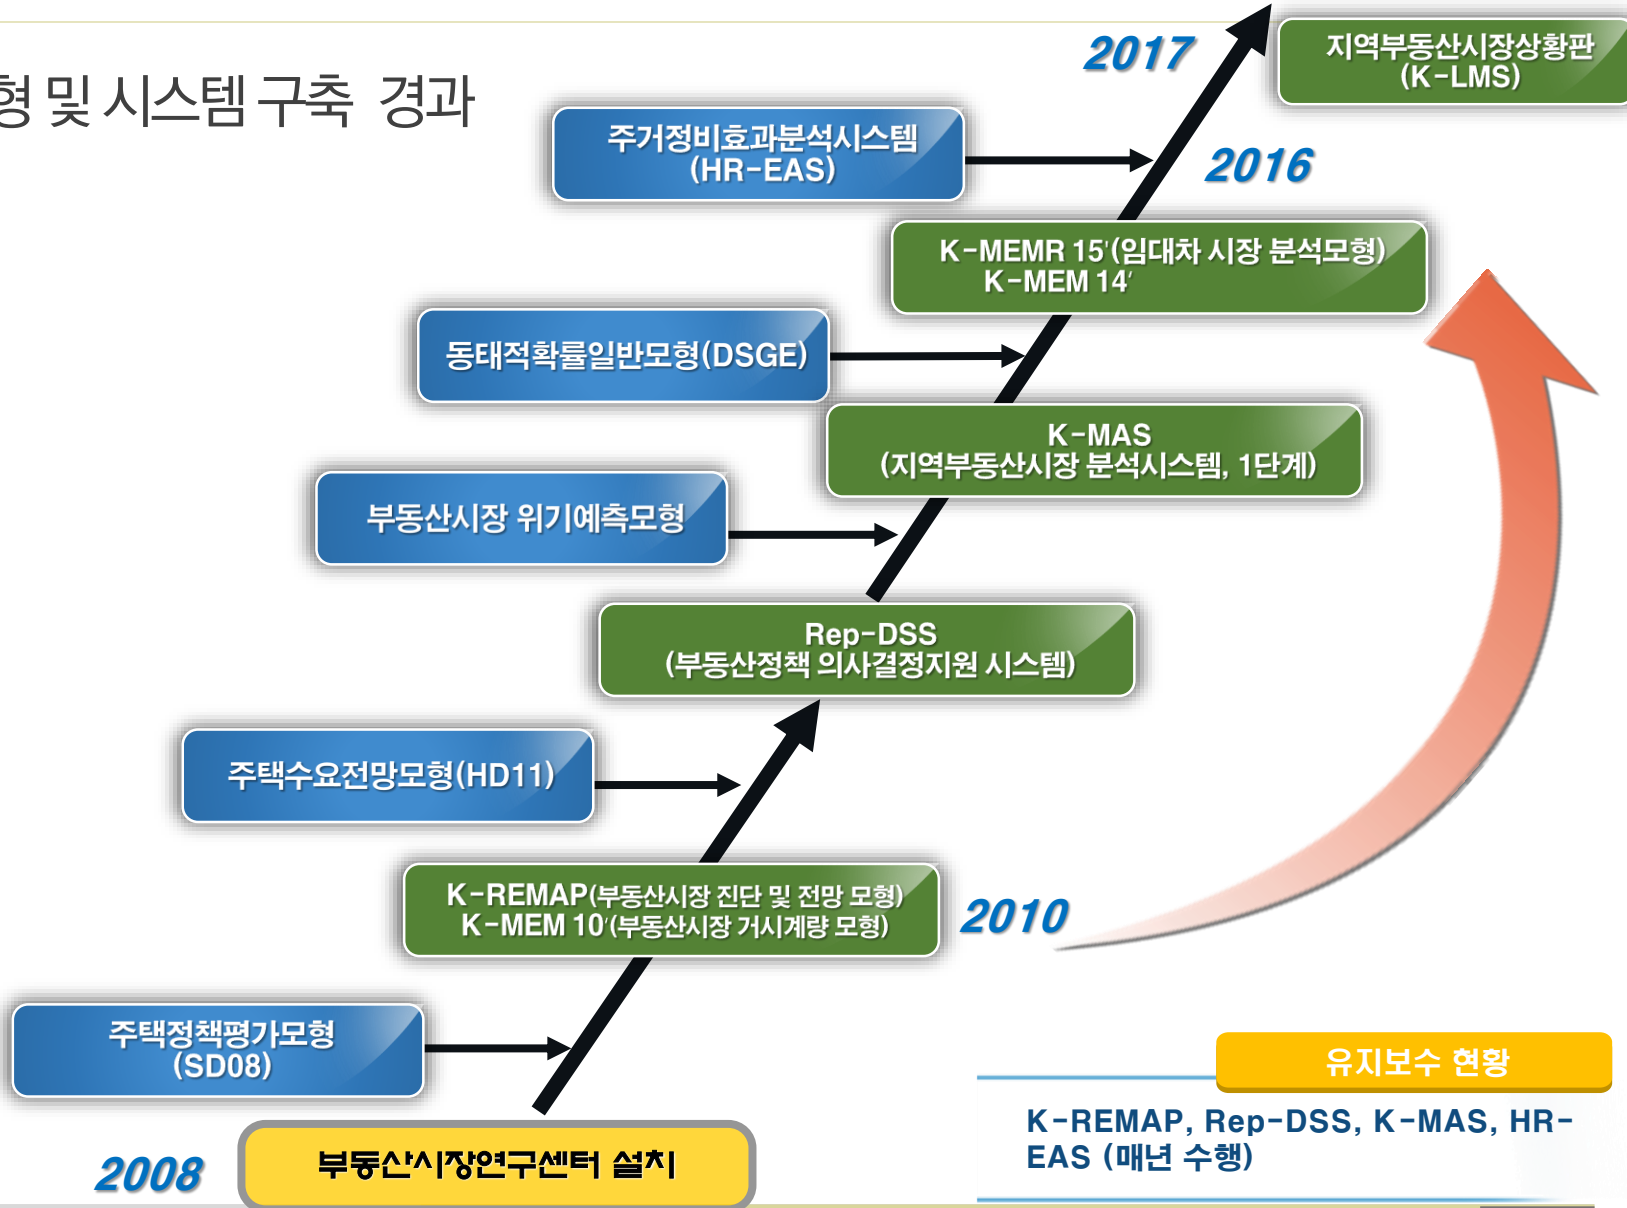 형 및 시스템 구축 경과
2017
지역부동산시장상황판
(K-LMS)
주거정비효과분석시스템
(HR-EAS)
2016
K-MEMR 15'(임대차 시장 분석모형)
K-MEM 14'
동태적확률일반모형(DSGE)
K-MAS
(지역부동산시장 분석시스템, 1단계)
부동산시장 위기예측모형
Rep-DSS
(부동산정책 의사결정지원 시스템)
주택수요전망모형(HD11)
K-REMAP(부동산시장 진단 및 전망 모형)
K-MEM 10'(부동산시장 거시계량 모형)
2010
주택정책평가모형
(SD08)
2008
부동산시장연구센터 설치
유지보수 현황
K-REMAP, Rep-DSS, K-MAS, HR-
EAS (매년 수행)